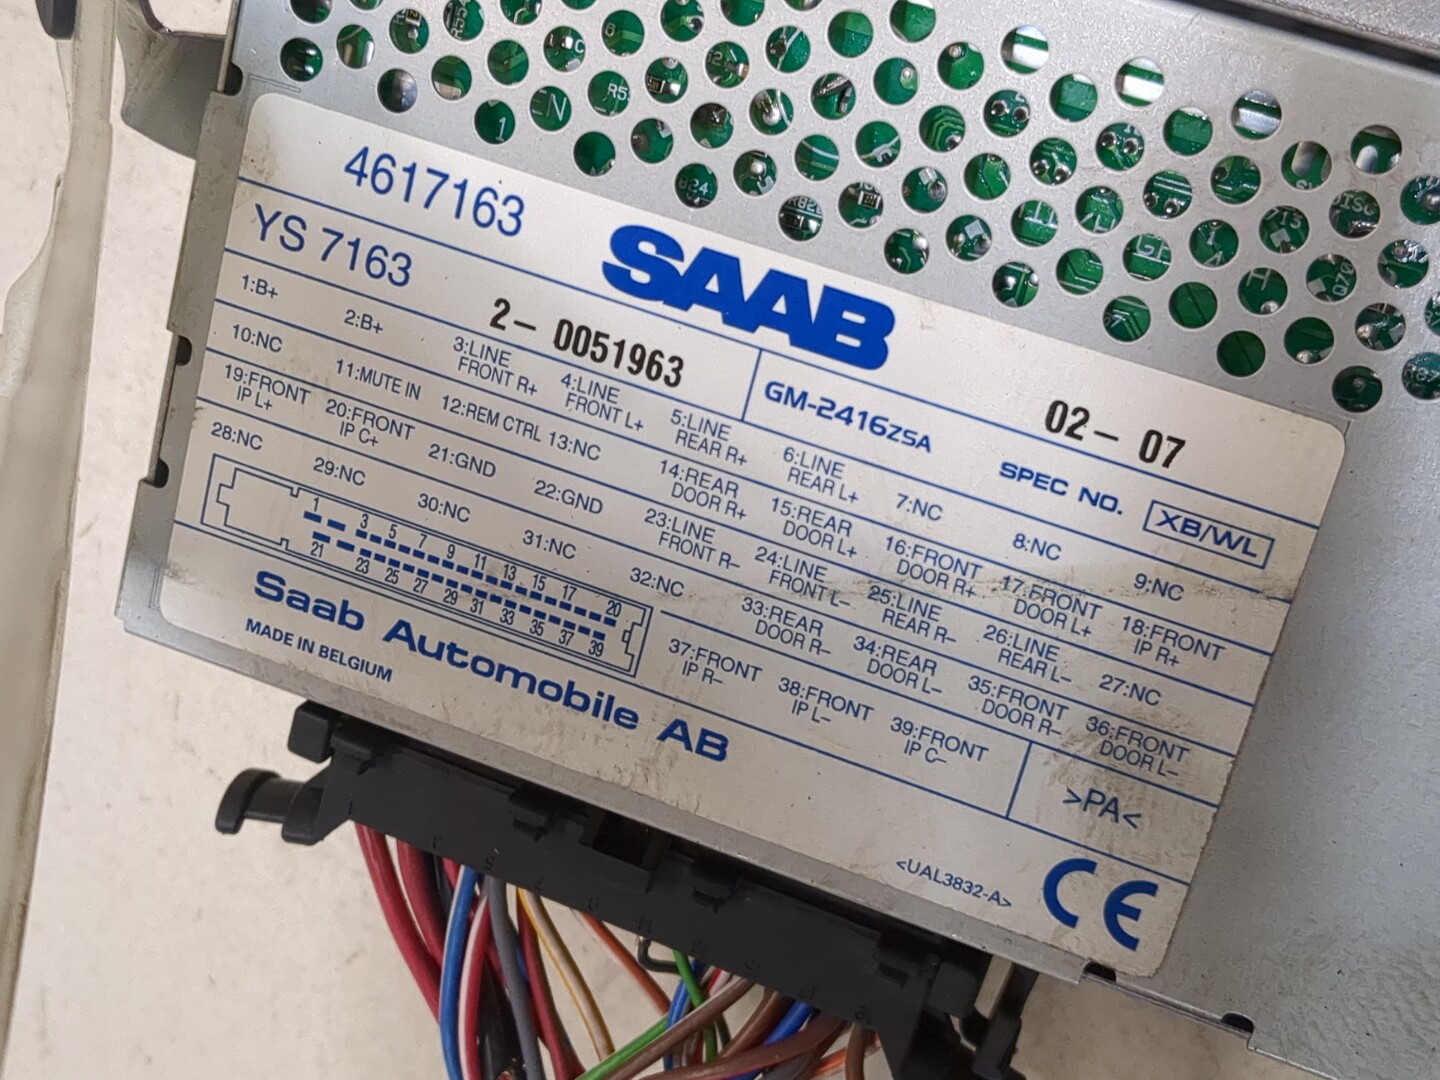 4617163
SAAB
02- 07
YS 7163
2- 0051963
GM-2416ZSA
SPEC NO. XB/WL
1:B+
2:B+
3:LINE FRONT R+
4:LINE FRONT L+
5:LINE REAR R+
6:LINE REAR L+
7:NC
8:NC
9:NC
10:NC
11:MUTE IN
12:REM CTRL
13:NC
14:REAR DOOR R+
15:REAR DOOR L+
16:FRONT DOOR R+
17:FRONT DOOR L+
18:FRONT IP R+
19:FRONT IP L+
20:FRONT IP C+
21:GND
22:GND
23:LINE FRONT R-
24:LINE FRONT L-
25:LINE REAR R-
26:LINE REAR L-
27:NC
28:NC
29:NC
30:NC
31:NC
32:NC
33:REAR DOOR R-
34:REAR DOOR L-
35:FRONT DOOR R-
36:FRONT DOOR L-
37:FRONT IP R-
38:FRONT IP L-
39:FRONT IP C-
1 3 5 7 9 11 13 15 17 20
21 23 25 27 29 31 33 35 37 39
Saab Automobile AB
MADE IN BELGIUM
>PA<
<UAL3832-A>
CE